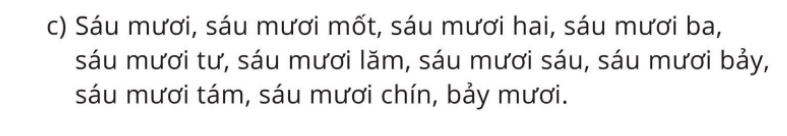 c) Sáu mươi, sáu mươi mốt, sáu mươi hai, sáu mươi ba,
sáu mươi tư, sáu mươi lăm, sáu mươi sáu, sáu mươi bảy,
sáu mươi tám, sáu mươi chín, bảy mươi.